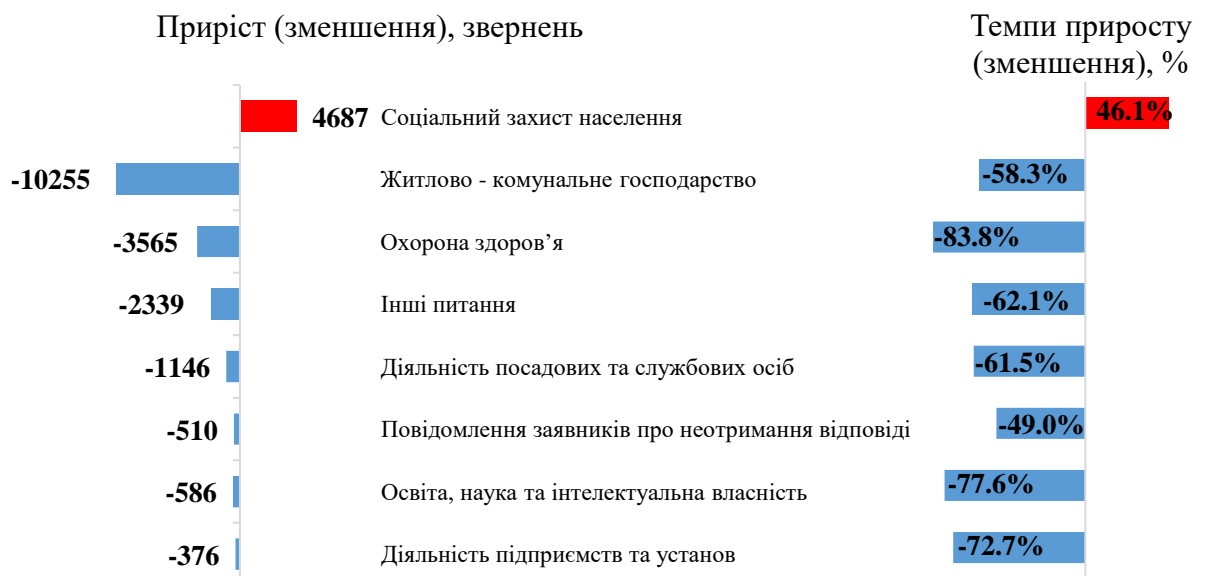 Приріст (зменшення), звернень
Темпи приросту
(зменшення), %
4687 Соціальний захист населення 46.1%
-10255 Житлово - комунальне господарство -58.3%
-3565 Охорона здоров’я -83.8%
-2339 Інші питання -62.1%
-1146 Діяльність посадових та службових осіб -61.5%
-510 Повідомлення заявників про неотримання відповіді -49.0%
-586 Освіта, наука та інтелектуальна власність -77.6%
-376 Діяльність підприємств та установ -72.7%